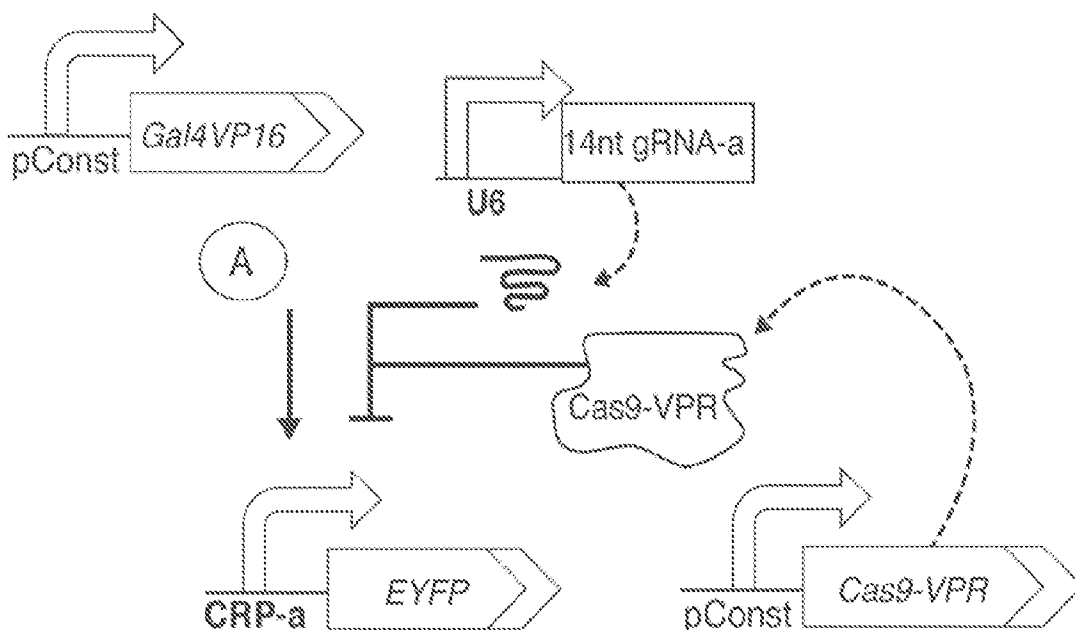 Gal4VP16
pConst
14nt gRNA-a
U6
A
Cas9-VPR
EYFP
CRP-a
Cas9-VPR
pConst